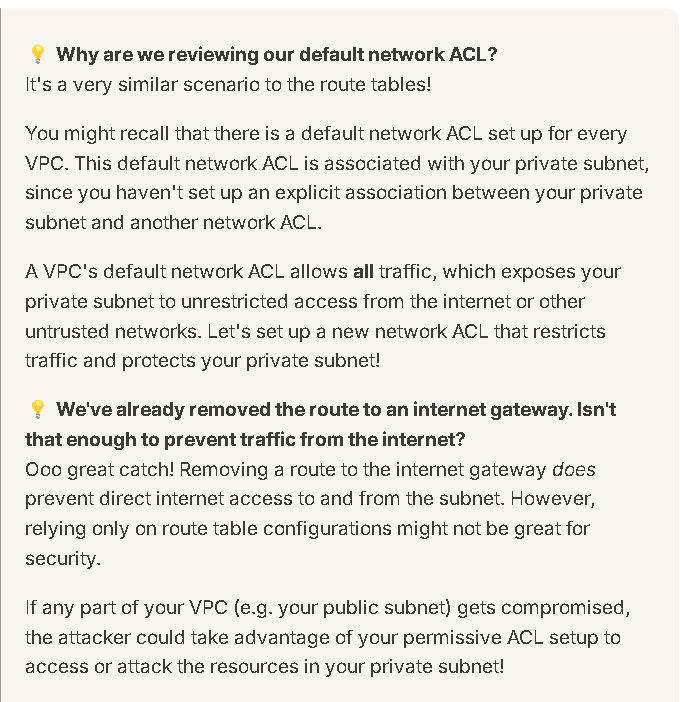 💡 Why are we reviewing our default network ACL?
It's a very similar scenario to the route tables!
You might recall that there is a default network ACL set up for every
VPC. This default network ACL is associated with your private subnet,
since you haven't set up an explicit association between your private
subnet and another network ACL.
A VPC's default network ACL allows all traffic, which exposes your
private subnet to unrestricted access from the internet or other
untrusted networks. Let's set up a new network ACL that restricts
traffic and protects your private subnet!
💡 We've already removed the route to an internet gateway. Isn't
that enough to prevent traffic from the internet?
Ooo great catch! Removing a route to the internet gateway does
prevent direct internet access to and from the subnet. However,
relying only on route table configurations might not be great for
security.
If any part of your VPC (e.g. your public subnet) gets compromised,
the attacker could take advantage of your permissive ACL setup to
access or attack the resources in your private subnet!